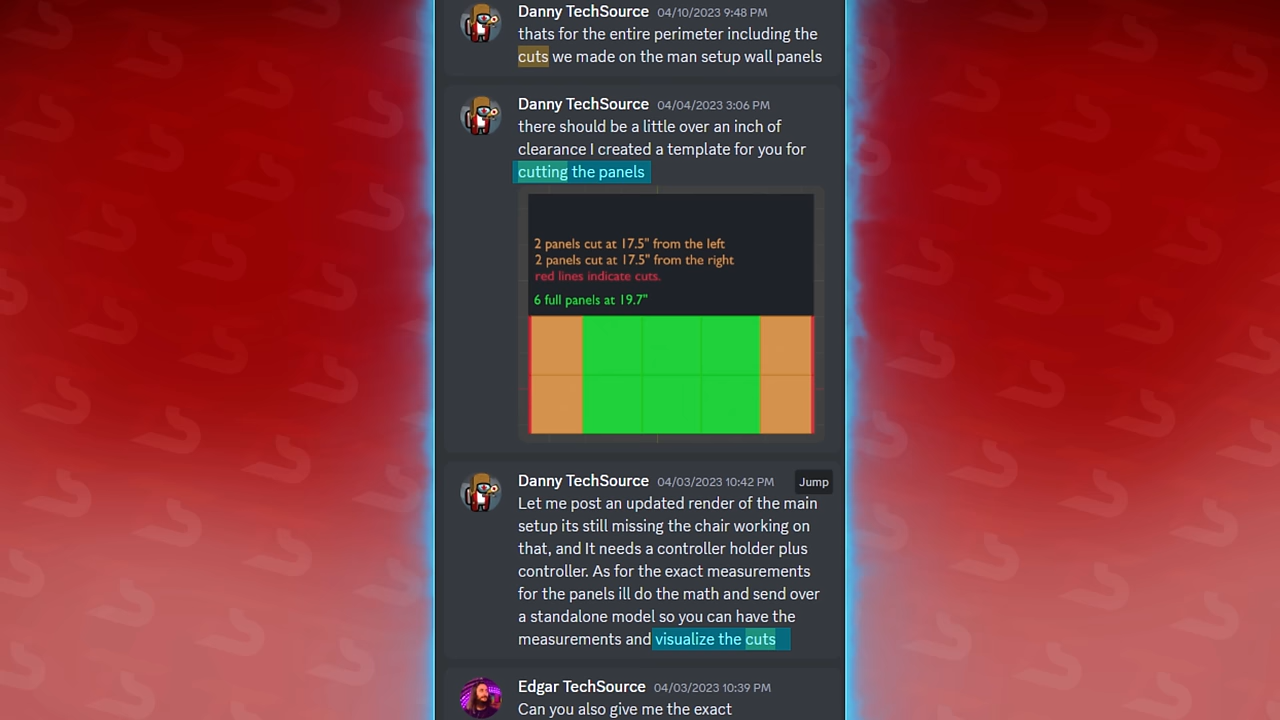 Danny TechSource 04/10/2023 9:48 PM
thats for the entire perimeter including the
cuts we made on the man setup wall panels
Danny TechSource 04/04/2023 3:06 PM
there should be a little over an inch of
clearance I created a template for you for
cutting the panels
2 panels cut at 17.5" from the left
2 panels cut at 17.5" from the right
red lines indicate cuts.
6 full panels at 19.7"
Danny TechSource 04/03/2023 10:42 PM Jump
Let me post an updated render of the main
setup its still missing the chair working on
that, and It needs a controller holder plus
controller. As for the exact measurements
for the panels ill do the math and send over
a standalone model so you can have the
measurements and visualize the cuts
Edgar TechSource 04/03/2023 10:39 PM
Can you also give me the exact